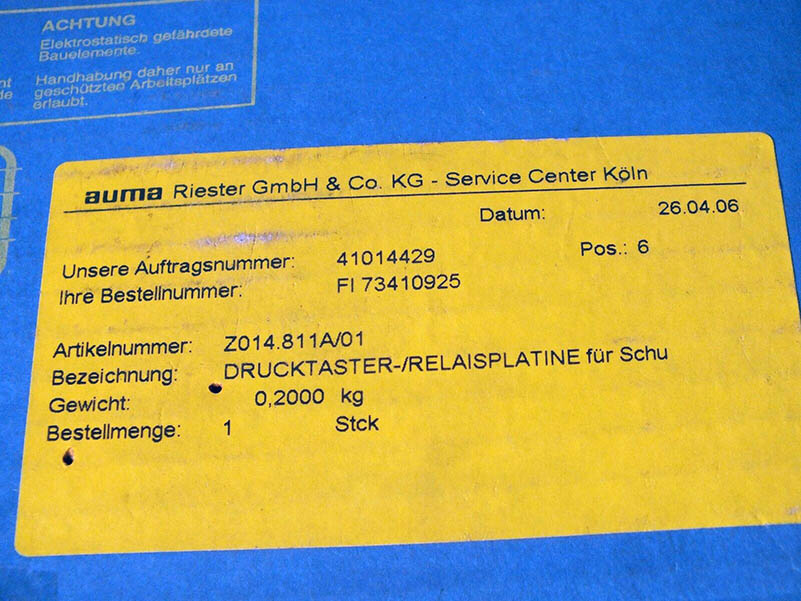 ACHTUNG
Elektrostatisch gefährdete
Bauelemente.
Handhabung daher nur an
geschützten Arbeitsplätzen
erlaubt.
auma Riester GmbH & Co. KG - Service Center Köln
Datum: 26.04.06
Unsere Auftragsnummer: 41014429 Pos.: 6
Ihre Bestellnummer: FI 73410925
Artikelnummer: Z014.811A/01
Bezeichnung: DRUCKTASTER-/RELAISPLATINE für Schu
Gewicht: 0,2000 kg
Bestellmenge: 1 Stck